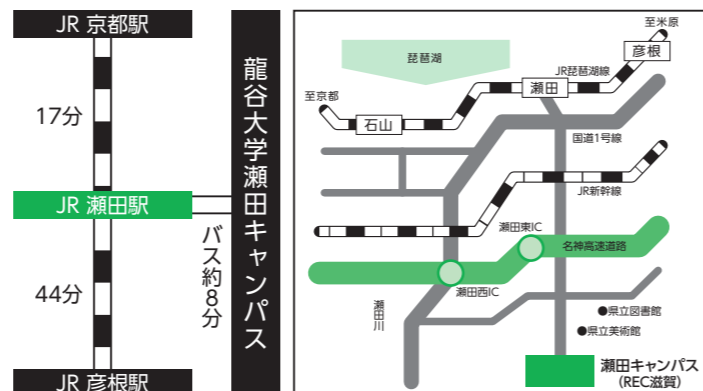 JR 京都駅
17分
JR 瀬田駅
44分
JR 彦根駅
バス約8分
龍谷大学瀬田キャンパス
至米原
彦根
琵琶湖
JR琵琶湖線
瀬田
至京都
石山
国道1号線
JR新幹線
瀬田東IC
名神高速道路
瀬田西IC
瀬田川
●県立図書館
●県立美術館
瀬田キャンパス
(REC滋賀)